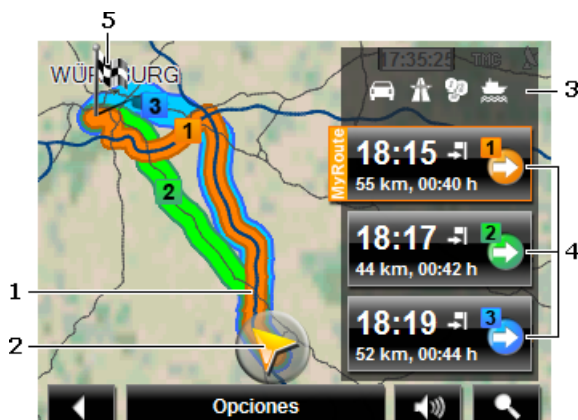 5
WÜRZBURG
17:35:25 TMC
3
3
1
2
MyRoute
18:15 1
55 km, 00:40 h
18:17 2
44 km, 00:42 h
4
18:19 3
52 km, 00:44 h
1
2
Opciones